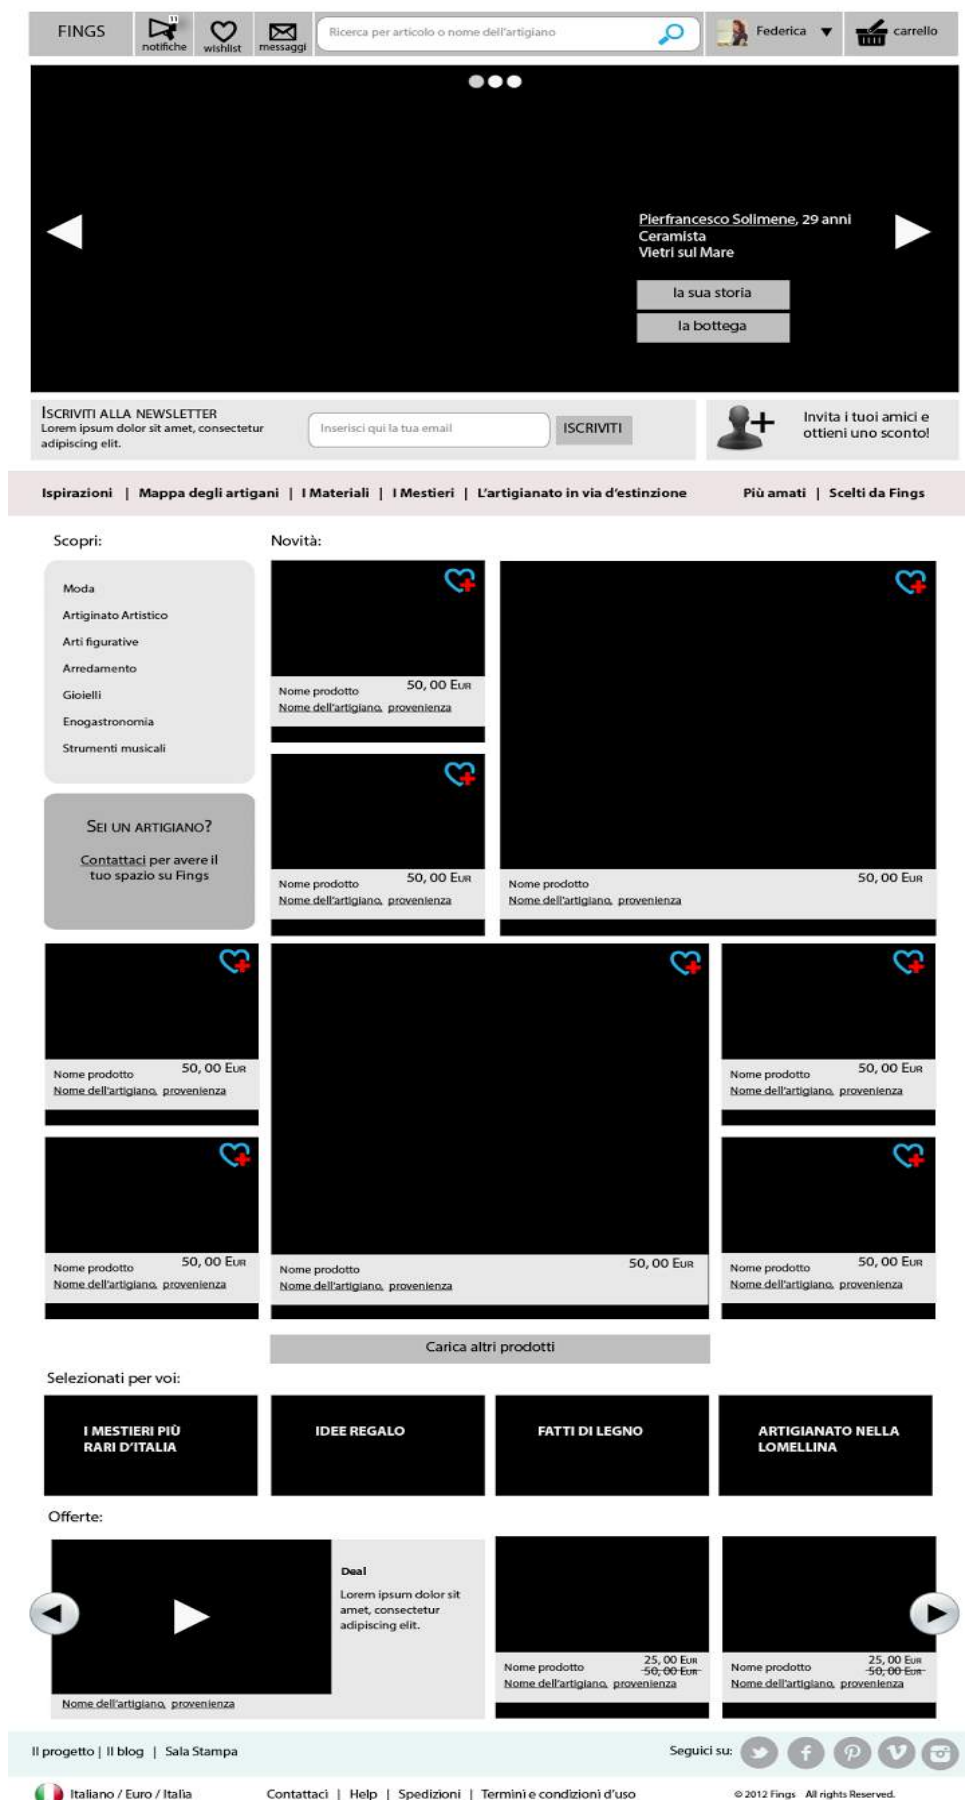 FINGS
11
notifiche
wishlist
messaggi
Ricerca per articolo o nome dell'artigiano
Federica
carrello
Pierfrancesco Solimene, 29 anni
Ceramista
Vietri sul Mare
la sua storia
la bottega
ISCRIVITI ALLA NEWSLETTER
Lorem ipsum dolor sit amet, consectetur
adipiscing elit.
Inserisci qui la tua email
ISCRIVITI
Invita i tuoi amici e
ottieni uno sconto!
Ispirazioni | Mappa degli artigani | I Materiali | I Mestieri | L'artigianato in via d'estinzione
Più amati | Scelti da Fings
Scopri:
Moda
Artiginato Artistico
Arti figurative
Arredamento
Gioielli
Enogastronomia
Strumenti musicali
SEI UN ARTIGIANO?
Contattaci per avere il
tuo spazio su Fings
Novità:
Nome prodotto 50, 00 EUR
Nome dell'artigiano, provenienza
Nome prodotto 50, 00 EUR
Nome dell'artigiano, provenienza
Nome prodotto 50, 00 EUR
Nome dell'artigiano, provenienza
Nome prodotto 50, 00 EUR
Nome dell'artigiano, provenienza
Nome prodotto 50, 00 EUR
Nome dell'artigiano, provenienza
Nome prodotto 50, 00 EUR
Nome dell'artigiano, provenienza
Nome prodotto 50, 00 EUR
Nome dell'artigiano, provenienza
Nome prodotto 50, 00 EUR
Nome dell'artigiano, provenienza
Carica altri prodotti
Selezionati per voi:
I MESTIERI PIÙ
RARI D'ITALIA
IDEE REGALO
FATTI DI LEGNO
ARTIGIANATO NELLA
LOMELLINA
Offerte:
Deal
Lorem ipsum dolor sit
amet, consectetur
adipiscing elit.
Nome dell'artigiano, provenienza
25, 00 EUR
Nome prodotto 50, 00 EUR
Nome dell'artigiano, provenienza
25, 00 EUR
Nome prodotto 50, 00 EUR
Nome dell'artigiano, provenienza
Il progetto | Il blog | Sala Stampa
Seguici su:
Italiano / Euro / Italia
Contattaci | Help | Spedizioni | Termini e condizioni d'uso
© 2012 Fings All rights Reserved.